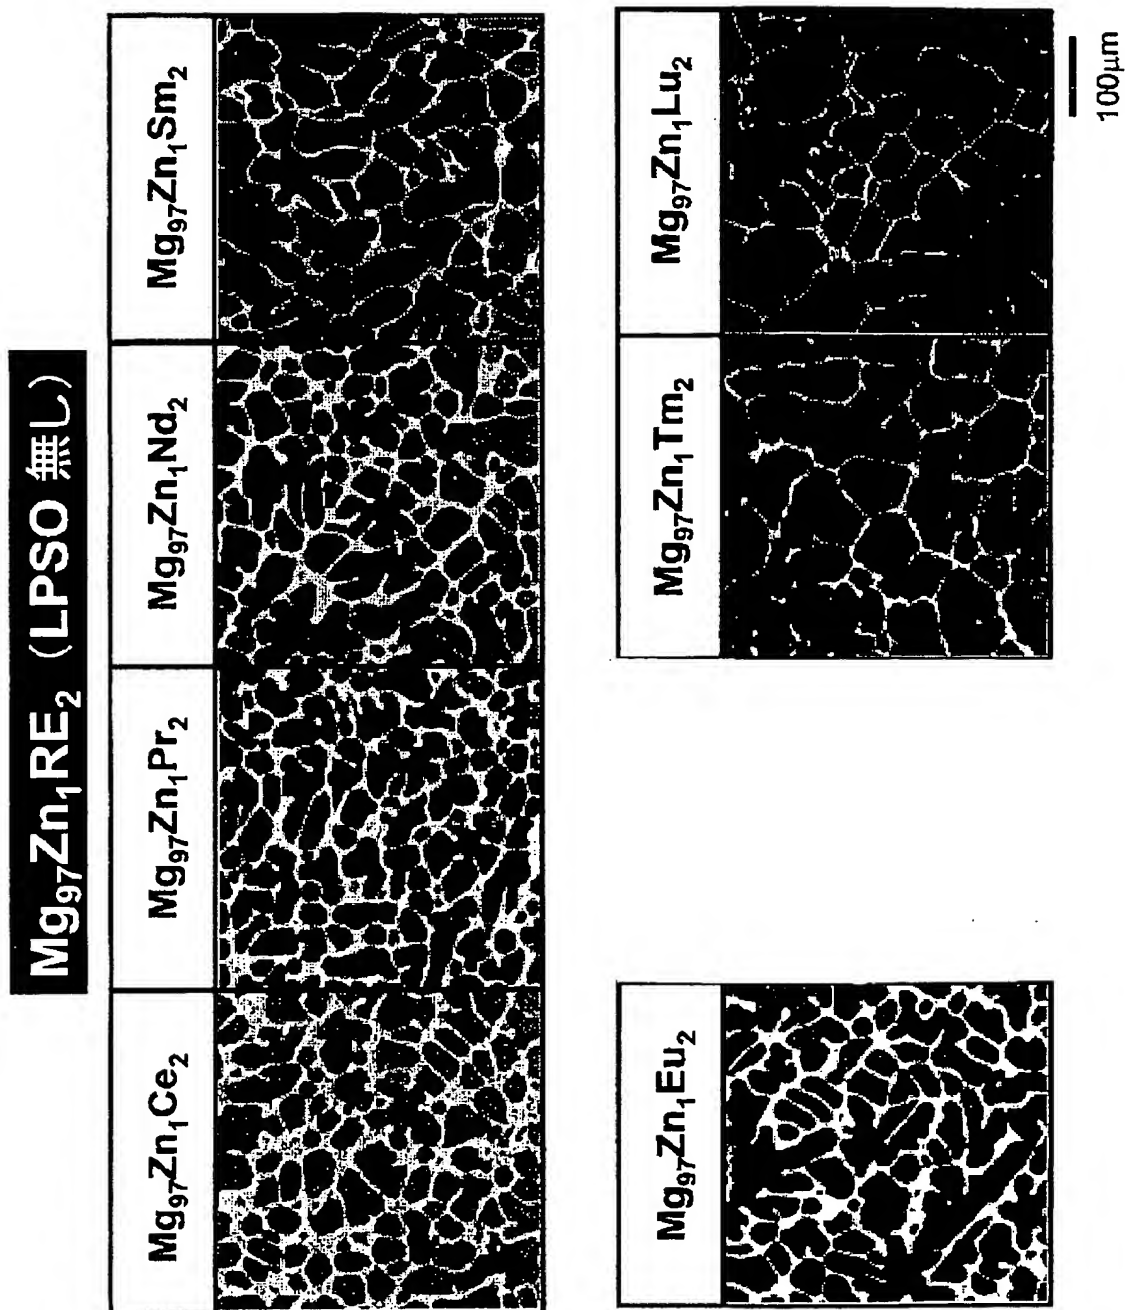 Mg₉₇Zn₁RE₂ (LPSO 無し)
Mg₉₇Zn₁Ce₂
Mg₉₇Zn₁Pr₂
Mg₉₇Zn₁Nd₂
Mg₉₇Zn₁Sm₂
Mg₉₇Zn₁Eu₂
Mg₉₇Zn₁Tm₂
Mg₉₇Zn₁Lu₂
100μm